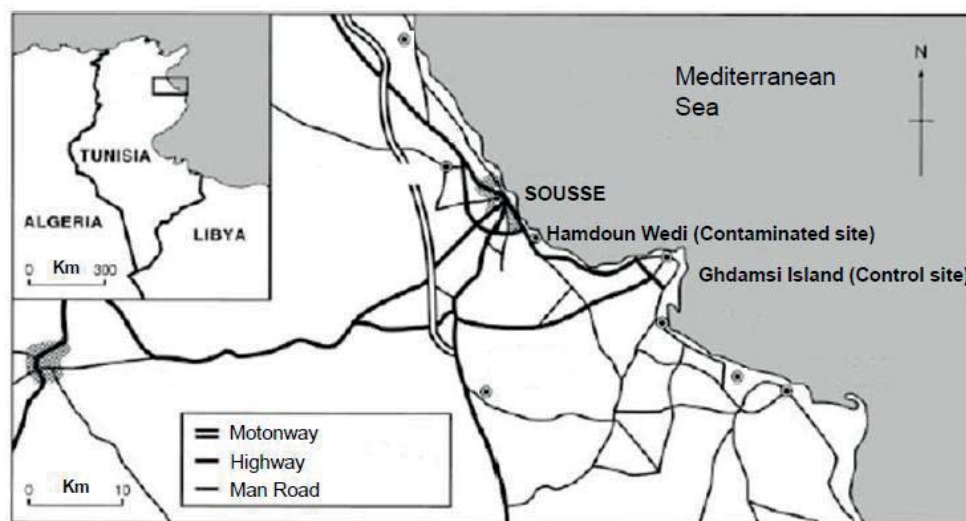 Mediterranean
Sea
N
TUNISIA
ALGERIA
LIBYA
0 Km 300
SOUSSE
Hamdoun Wedi (Contaminated site)
Ghdamsi Island (Control site)
Motonway
Highway
Man Road
0 Km 10